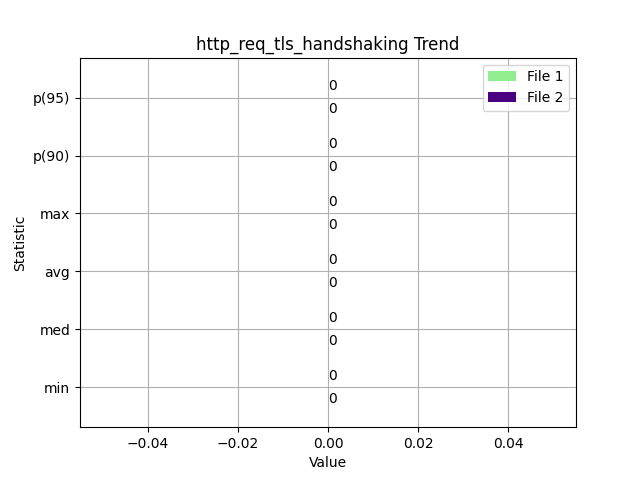 http_req_tls_handshaking Trend
File 1
File 2
p(95)
0
0
p(90)
0
0
max
0
0
avg
0
0
med
0
0
min
0
0
−0.04
−0.02
0.00
0.02
0.04
Value
Statistic